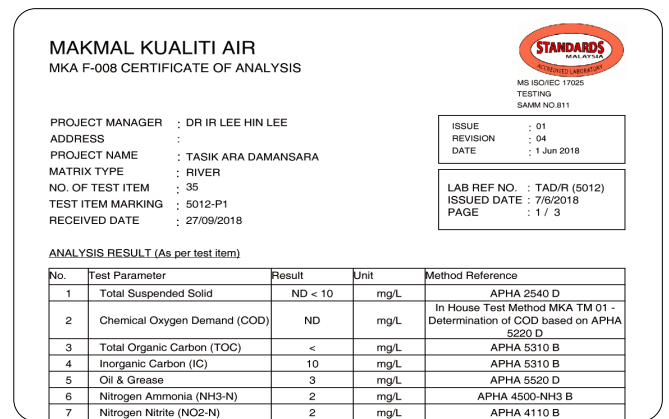 MAKMAL KUALITI AIR
MKA F-008 CERTIFICATE OF ANALYSIS
STANDARDS
MALAYSIA
ACCREDITED LABORATORY
MS ISO/IEC 17025
TESTING
SAMM NO.811
PROJECT MANAGER : DR IR LEE HIN LEE
ADDRESS :
PROJECT NAME : TASIK ARA DAMANSARA
MATRIX TYPE : RIVER
NO. OF TEST ITEM : 35
TEST ITEM MARKING : 5012-P1
RECEIVED DATE : 27/09/2018
ISSUE : 01
REVISION : 04
DATE : 1 Jun 2018
LAB REF NO. : TAD/R (5012)
ISSUED DATE : 7/6/2018
PAGE : 1 / 3
ANALYSIS RESULT (As per test item)
No. Test Parameter Result Unit Method Reference
1 Total Suspended Solid ND < 10 mg/L APHA 2540 D
2 Chemical Oxygen Demand (COD) ND mg/L In House Test Method MKA TM 01 -
Determination of COD based on APHA
5220 D
3 Total Organic Carbon (TOC) < mg/L APHA 5310 B
4 Inorganic Carbon (IC) 10 mg/L APHA 5310 B
5 Oil & Grease 3 mg/L APHA 5520 D
6 Nitrogen Ammonia (NH3-N) 2 mg/L APHA 4500-NH3 B
7 Nitrogen Nitrite (NO2-N) 2 mg/L APHA 4110 B